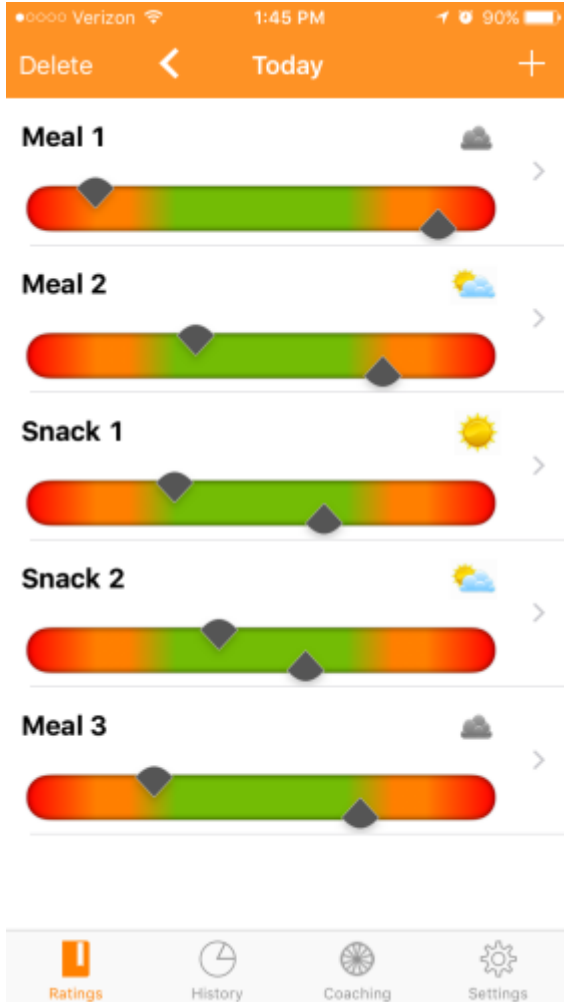 Verizon 1:45 PM 90%
Delete Today
Meal 1
Meal 2
Snack 1
Snack 2
Meal 3
Ratings History Coaching Settings